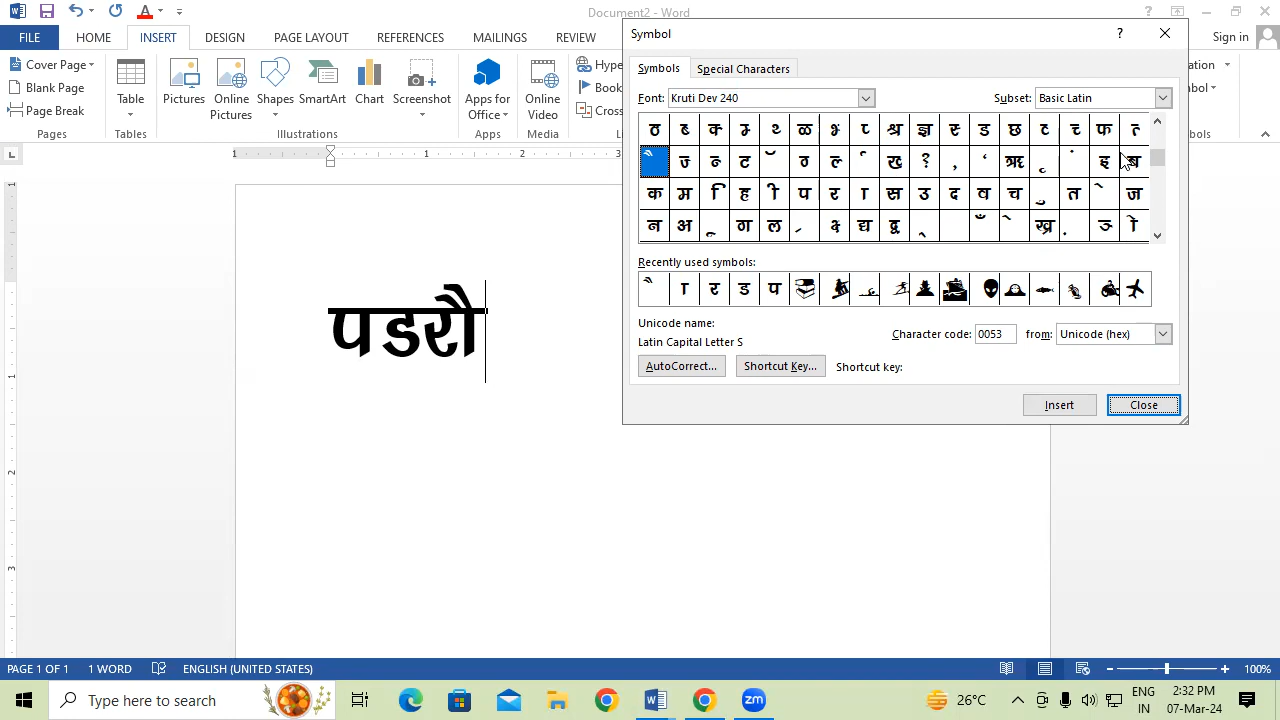 Document2 - Word
FILE HOME INSERT DESIGN PAGE LAYOUT REFERENCES MAILINGS REVIEW Sign in
Cover Page
Blank Page
Page Break
Pages
Table
Tables
Pictures
Online Pictures
Shapes
SmartArt
Chart
Screenshot
Illustrations
Apps for Office
Apps
Online Video
Media
Symbol
Symbols Special Characters
Font: Kruti Dev 240 Subset: Basic Latin
ठ ब् क् म् थ् ळ भ् ट् श्र ज्ञ स् ड छ ट् च् फ त्
ै ज् न् ट ँ ठ ल् ख् ? , ‘ ऋ ृ ं इ ब
क म ि ह ी प र ा स उ द व च ु त े ज
न अ ू ग ल ् भ् द्य द्व ् ँ े ख्र ़ ञ् ो
Recently used symbols:
ै ा र ड प
Unicode name:
Latin Capital Letter S
Character code: 0053 from: Unicode (hex)
AutoCorrect... Shortcut Key... Shortcut key:
Insert Close
पडरौ
PAGE 1 OF 1 1 WORD ENGLISH (UNITED STATES) 100%
Type here to search
26°C
ENG IN
2:32 PM
07-Mar-24